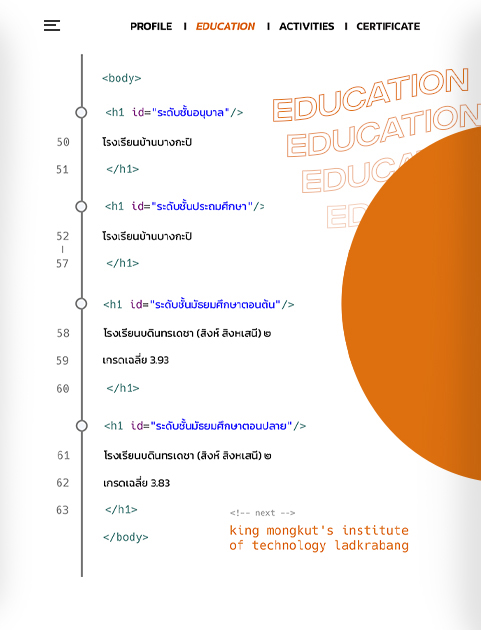 PROFILE I EDUCATION I ACTIVITIES I CERTIFICATE
EDUCATION
EDUCATION
<body>
<h1 id="ระดับชั้นอนุบาล"/>
50 โรงเรียนบ้านบางกะปิ
51 </h1>
<h1 id="ระดับชั้นประถมศึกษา"/>
52 โรงเรียนบ้านบางกะปิ
57 </h1>
<h1 id="ระดับชั้นมัธยมศึกษาตอนต้น"/>
58 โรงเรียนบดินทรเดชา (สิงห์ สิงหเสนี) ๒
59 เกรดเฉลี่ย 3.93
60 </h1>
<h1 id="ระดับชั้นมัธยมศึกษาตอนปลาย"/>
61 โรงเรียนบดินทรเดชา (สิงห์ สิงหเสนี) ๒
62 เกรดเฉลี่ย 3.83
63 </h1>
</body>
<!-- next -->
king mongkut's institute
of technology ladkrabang